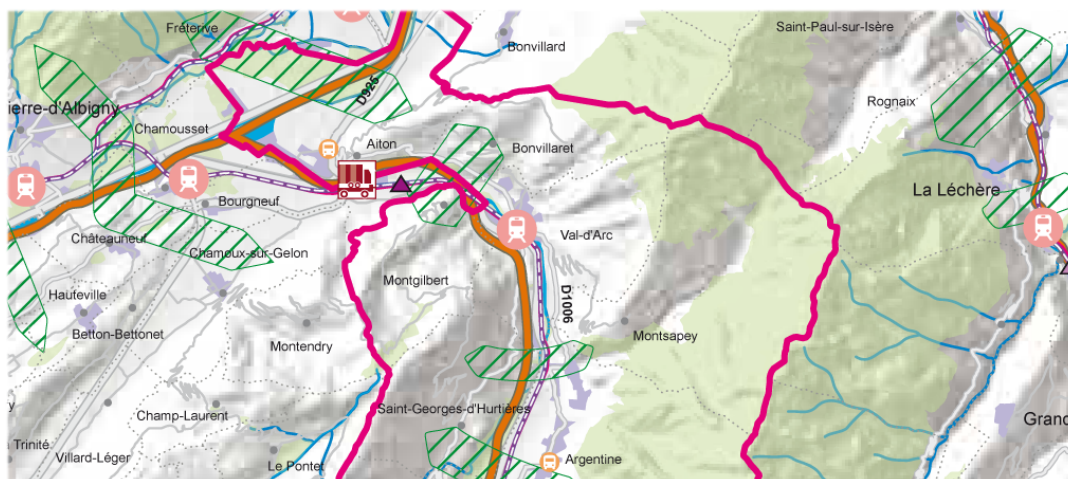 Fréterive
Bonvillard
Saint-Paul-sur-Isère
D925
Rognaix
ierre-d'Albigny
Chamousset
Aiton
Bonvillaret
La Léchère
Bourgneuf
Châteauneuf
Val-d'Arc
Chamoux-sur-Gelon
Montgilbert
Hauteville
D1006
Betton-Bettonet
Montendry
Montsapey
Champ-Laurent
Saint-Georges-d'Hurtières
Grand
Trinité
Villard-Léger
Le Pontet
Argentine